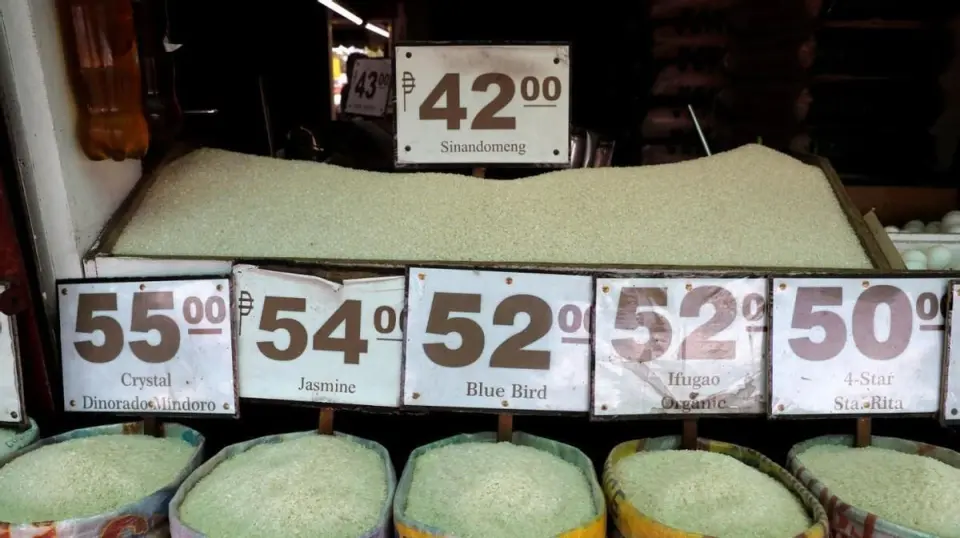 43 00
₱ 42 00
Sinandomeng
55 00
Crystal
Dinorado Mindoro
₱ 54 00
Jasmine
52 00
Blue Bird
52 00
Ifugao
Organic
50 00
4-Star
Sta. Rita